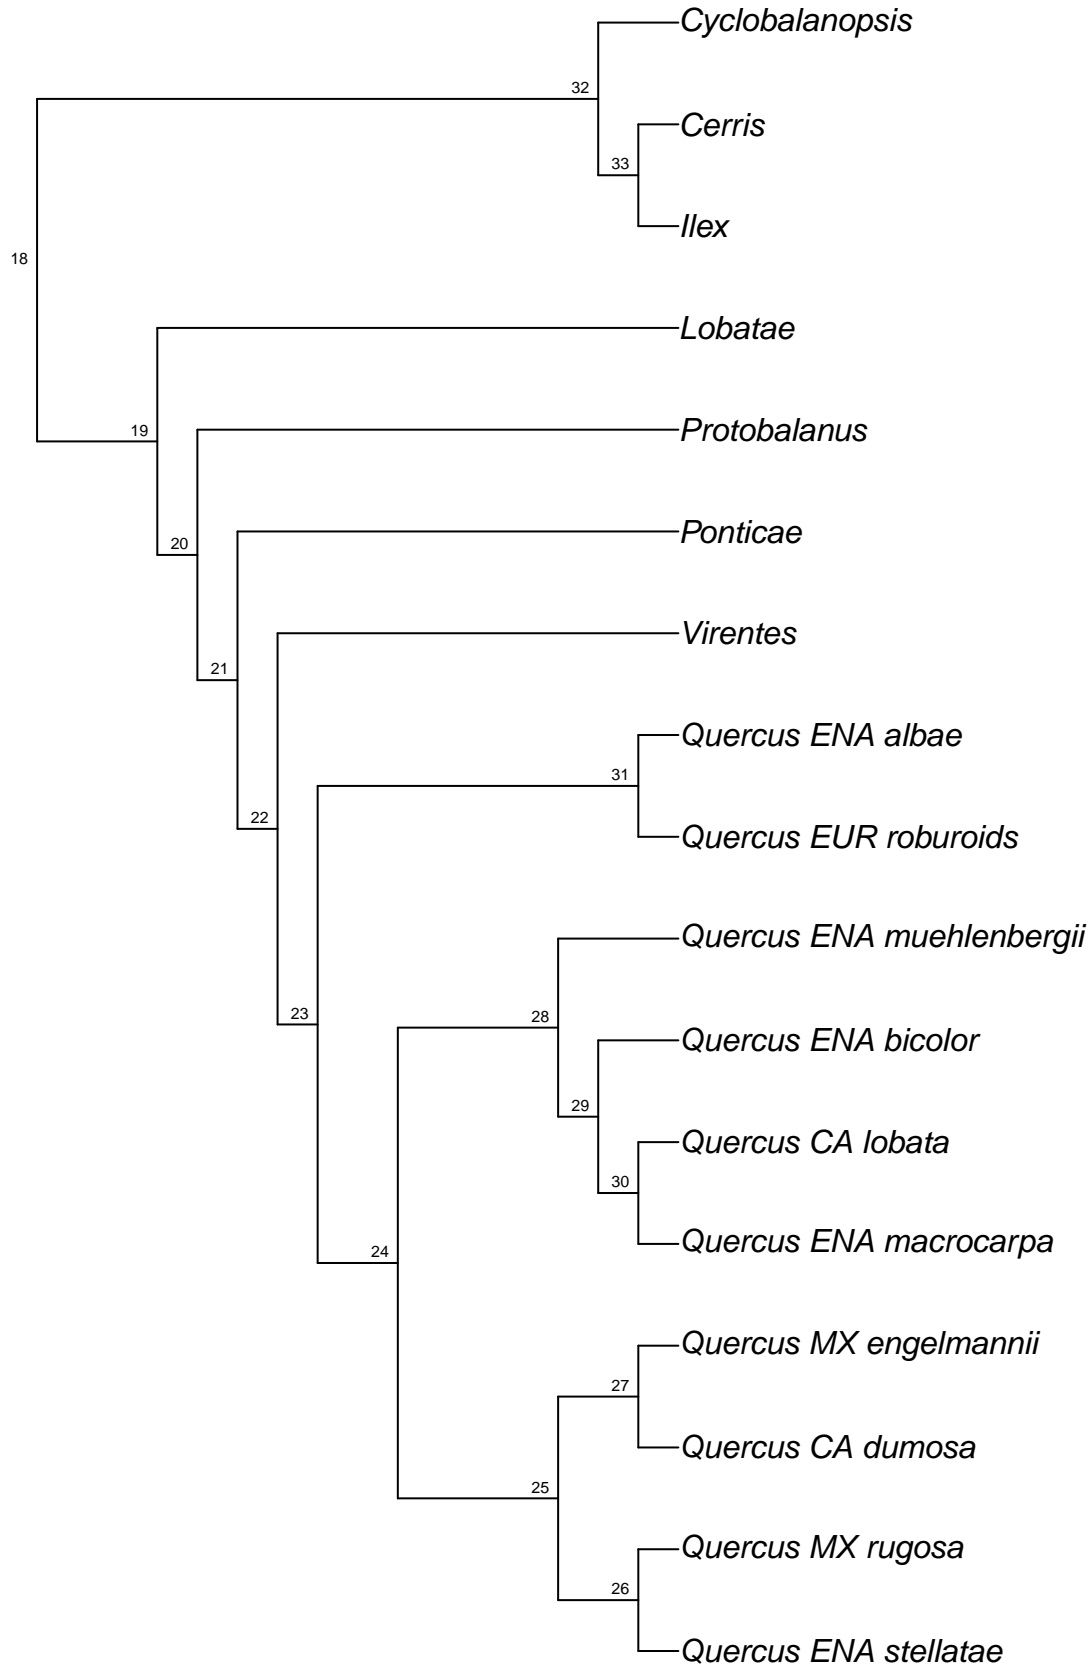 Cyclobalanopsis
32
Cerris
33
Ilex
18
Lobatae
19
Protobalanus
20
Ponticae
21
Virentes
22
Quercus ENA albae
31
Quercus EUR roburoids
23
Quercus ENA muehlenbergii
28
Quercus ENA bicolor
29
Quercus CA lobata
30
Quercus ENA macrocarpa
24
Quercus MX engelmannii
27
Quercus CA dumosa
25
Quercus MX rugosa
26
Quercus ENA stellatae